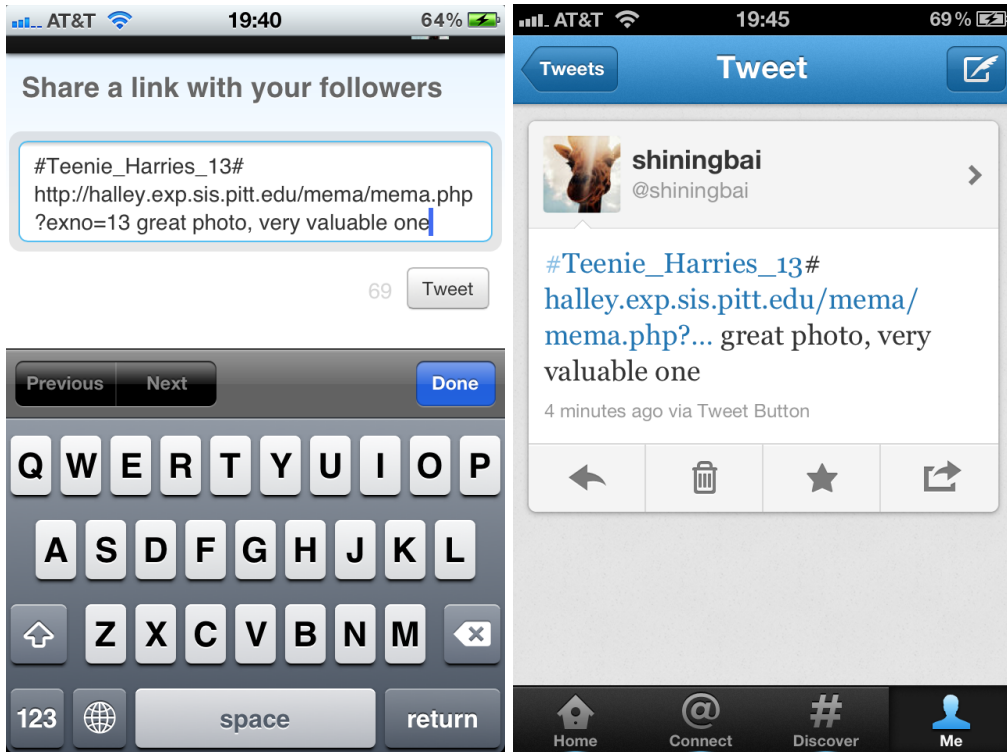 AT&T 19:40 64%
Share a link with your followers
#Teenie_Harries_13#
http://halley.exp.sis.pitt.edu/mema/mema.php
?exno=13 great photo, very valuable one
69 Tweet
Previous Next Done
Q W E R T Y U I O P
A S D F G H J K L
Z X C V B N M
123 space return
AT&T 19:45 69%
Tweets Tweet
shiningbai
@shiningbai
#Teenie_Harries_13#
halley.exp.sis.pitt.edu/mema/
mema.php?... great photo, very
valuable one
4 minutes ago via Tweet Button
Home Connect Discover Me